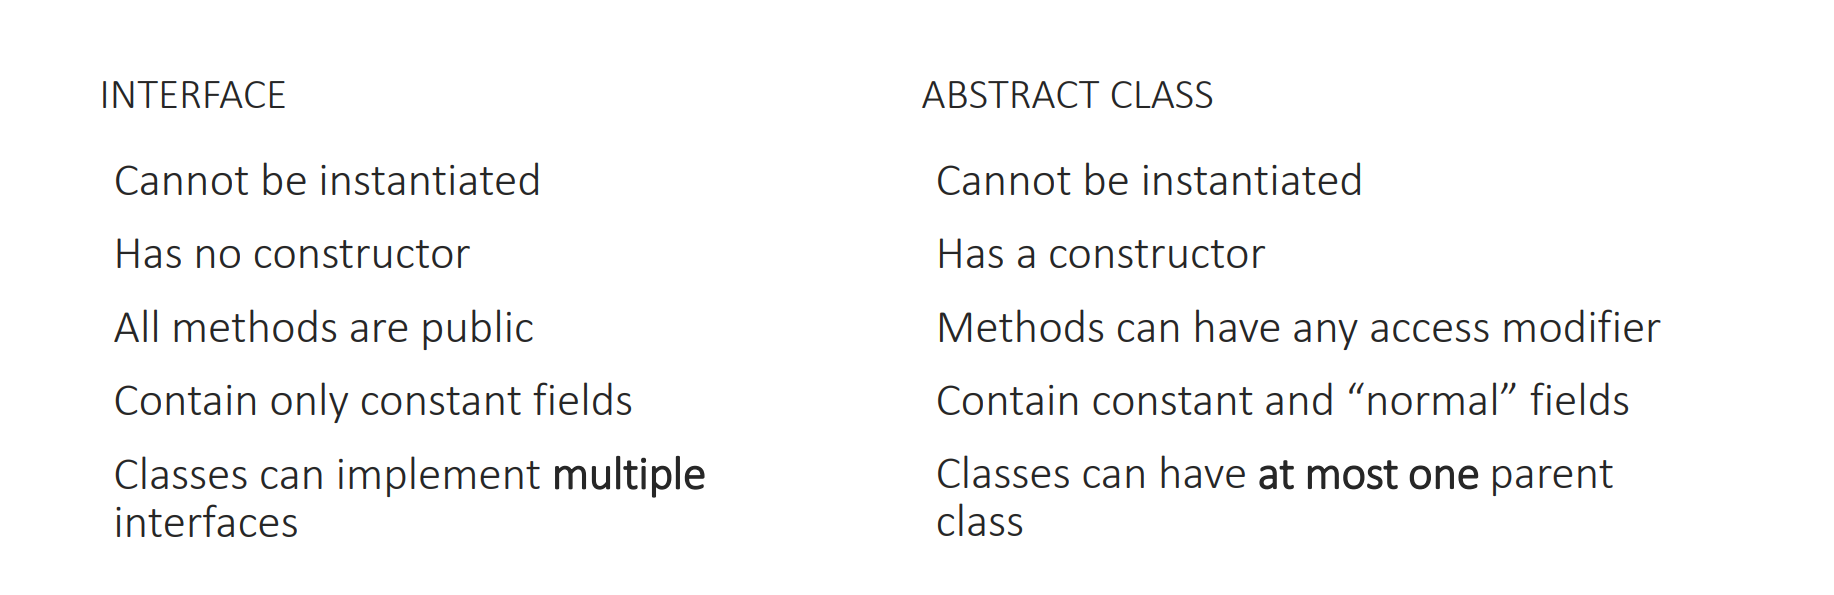 INTERFACE
Cannot be instantiated
Has no constructor
All methods are public
Contain only constant fields
Classes can implement multiple
interfaces
ABSTRACT CLASS
Cannot be instantiated
Has a constructor
Methods can have any access modifier
Contain constant and “normal” fields
Classes can have at most one parent
class